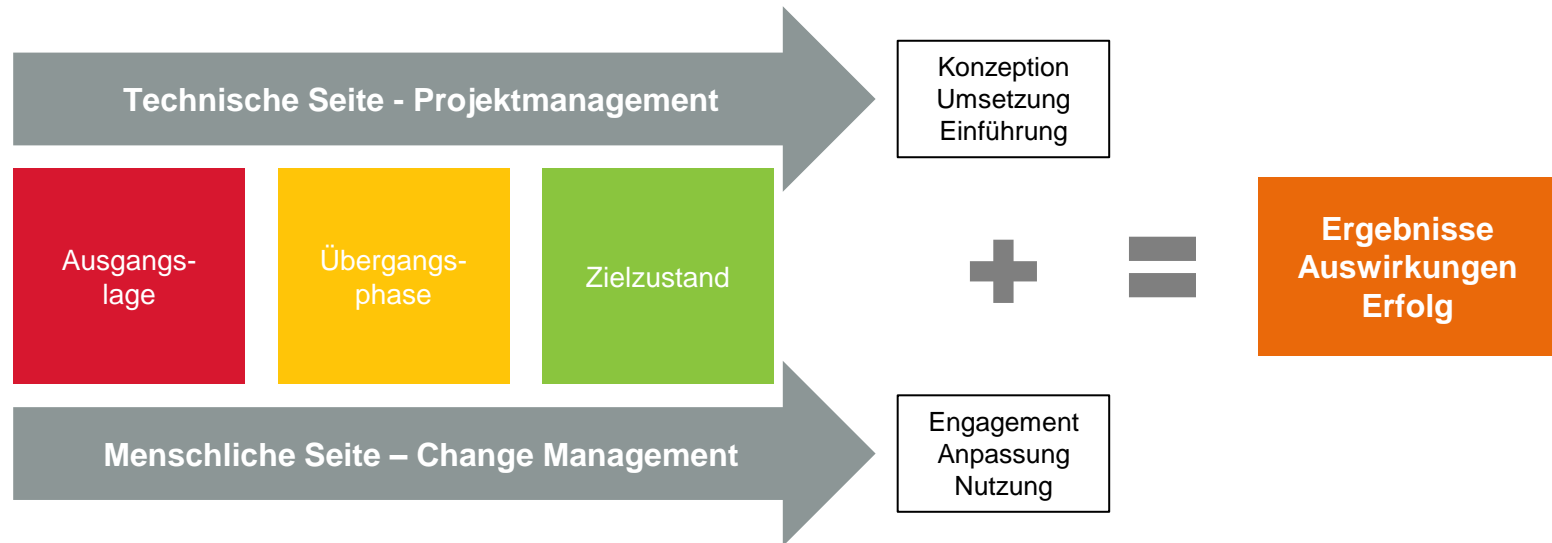 Technische Seite - Projektmanagement
Konzeption
Umsetzung
Einführung
Ausgangs-
lage
Übergangs-
phase
Zielzustand
Ergebnisse
Auswirkungen
Erfolg
Menschliche Seite – Change Management
Engagement
Anpassung
Nutzung